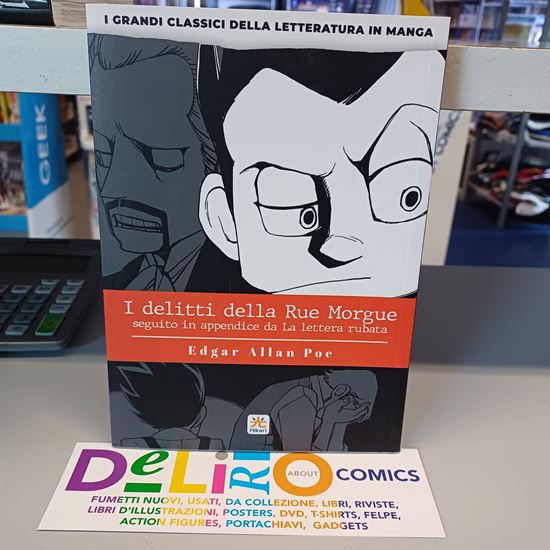 I GRANDI CLASSICI DELLA LETTERATURA IN MANGA
GEEK
I delitti della Rue Morgue
seguito in appendice da La lettera rubata
Edgar Allan Poe
光
Hikari
DeLiRiO ABOUT COMICS
FUMETTI NUOVI, USATI, DA COLLEZIONE, LIBRI, RIVISTE,
LIBRI D'ILLUSTRAZIONI, POSTERS, DVD, T-SHIRTS, FELPE,
ACTION FIGURES, PORTACHIAVI, GADGETS